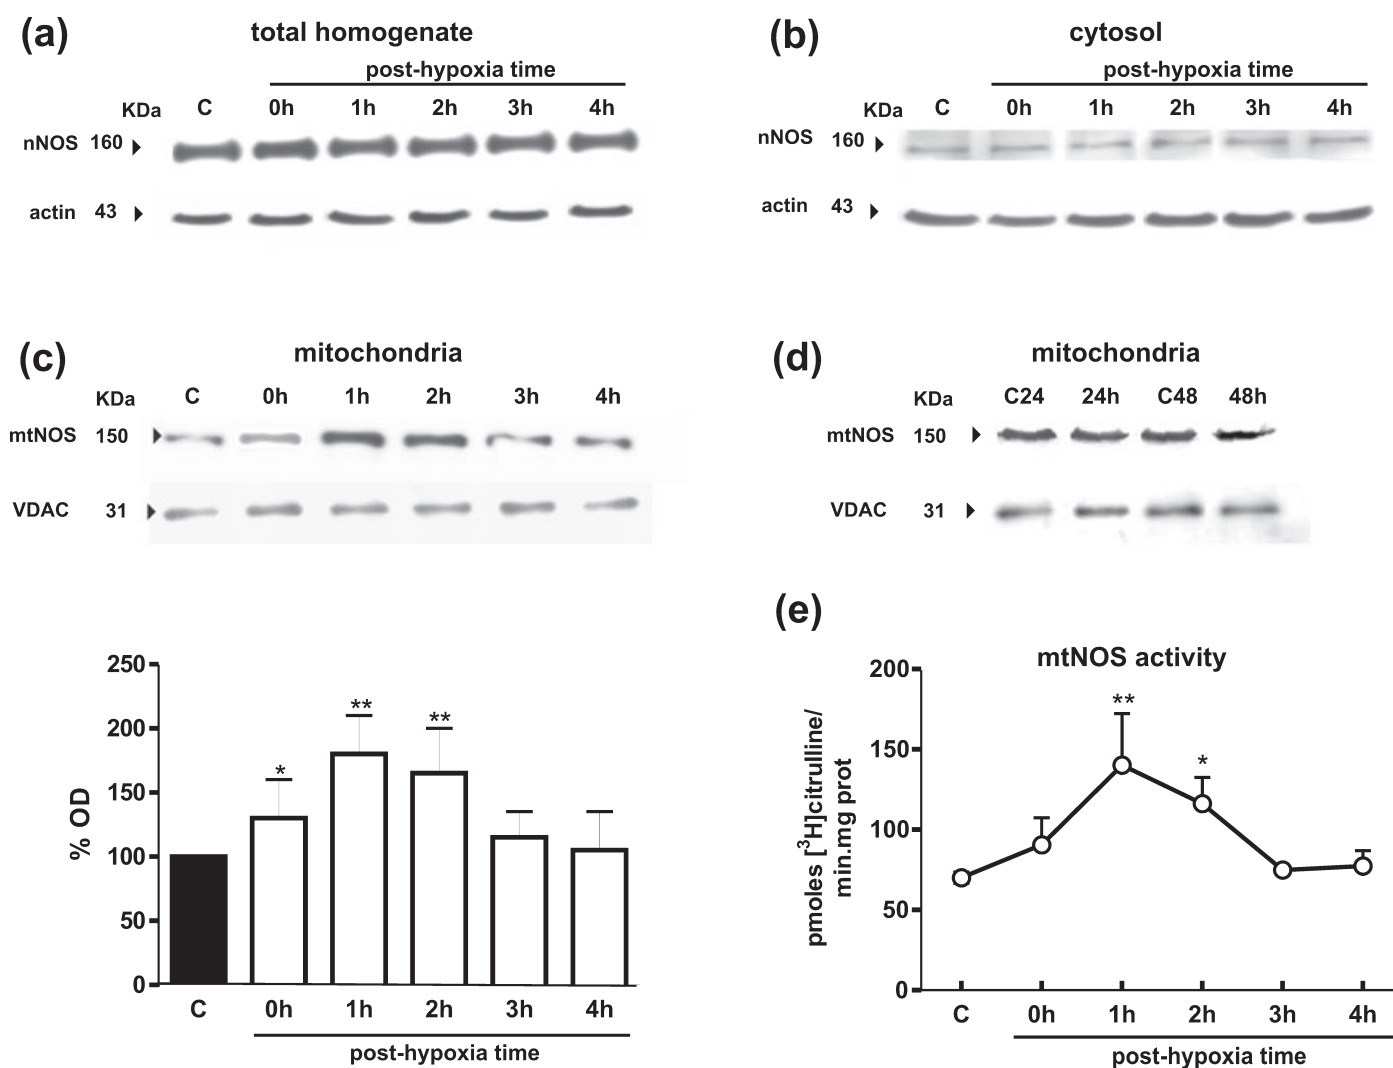 (a) total homogenate
post-hypoxia time
KDa C 0h 1h 2h 3h 4h
nNOS 160
actin 43
(b) cytosol
post-hypoxia time
KDa C 0h 1h 2h 3h 4h
nNOS 160
actin 43
(c) mitochondria
KDa C 0h 1h 2h 3h 4h
mtNOS 150
VDAC 31
250
200
150
100
50
0
% OD
* ** **
C 0h 1h 2h 3h 4h
post-hypoxia time
(d) mitochondria
KDa C24 24h C48 48h
mtNOS 150
VDAC 31
(e)
mtNOS activity
200
150
100
50
0
pmoles [³H]citrulline/
min.mg prot
** *
C 0h 1h 2h 3h 4h
post-hypoxia time